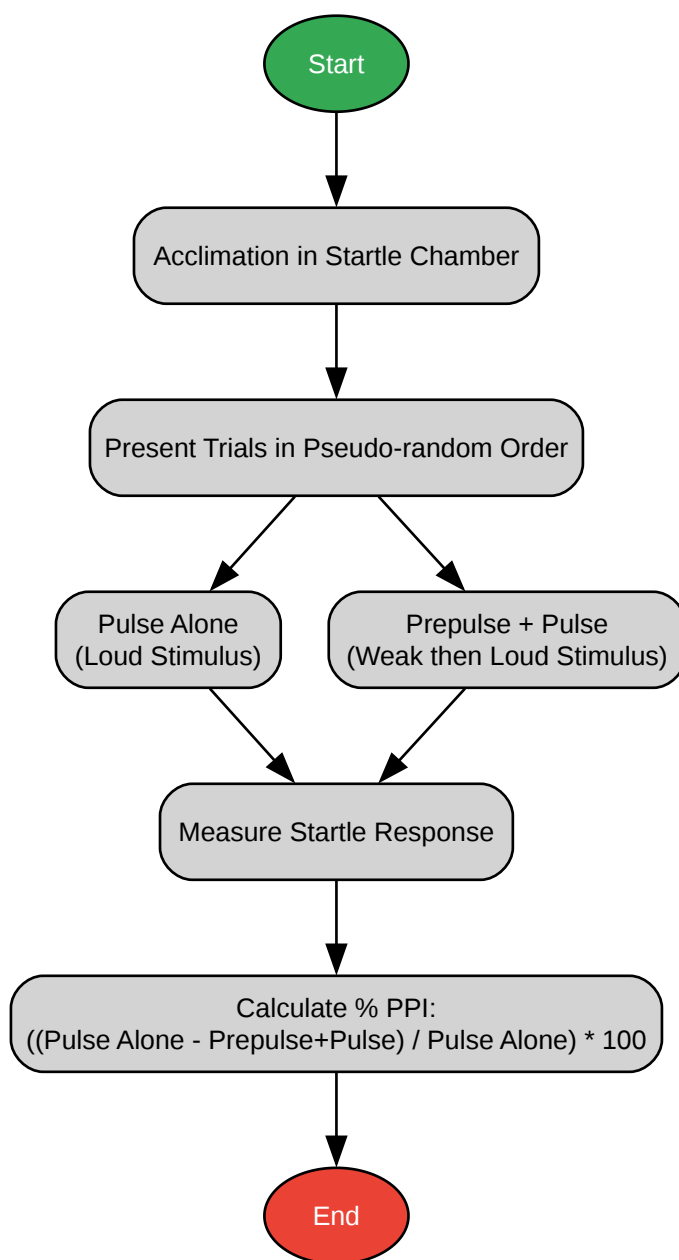 Start
Acclimation in Startle Chamber
Present Trials in Pseudo-random Order
Pulse Alone
(Loud Stimulus)
Prepulse + Pulse
(Weak then Loud Stimulus)
Measure Startle Response
Calculate % PPI:
((Pulse Alone - Prepulse+Pulse) / Pulse Alone) * 100
End